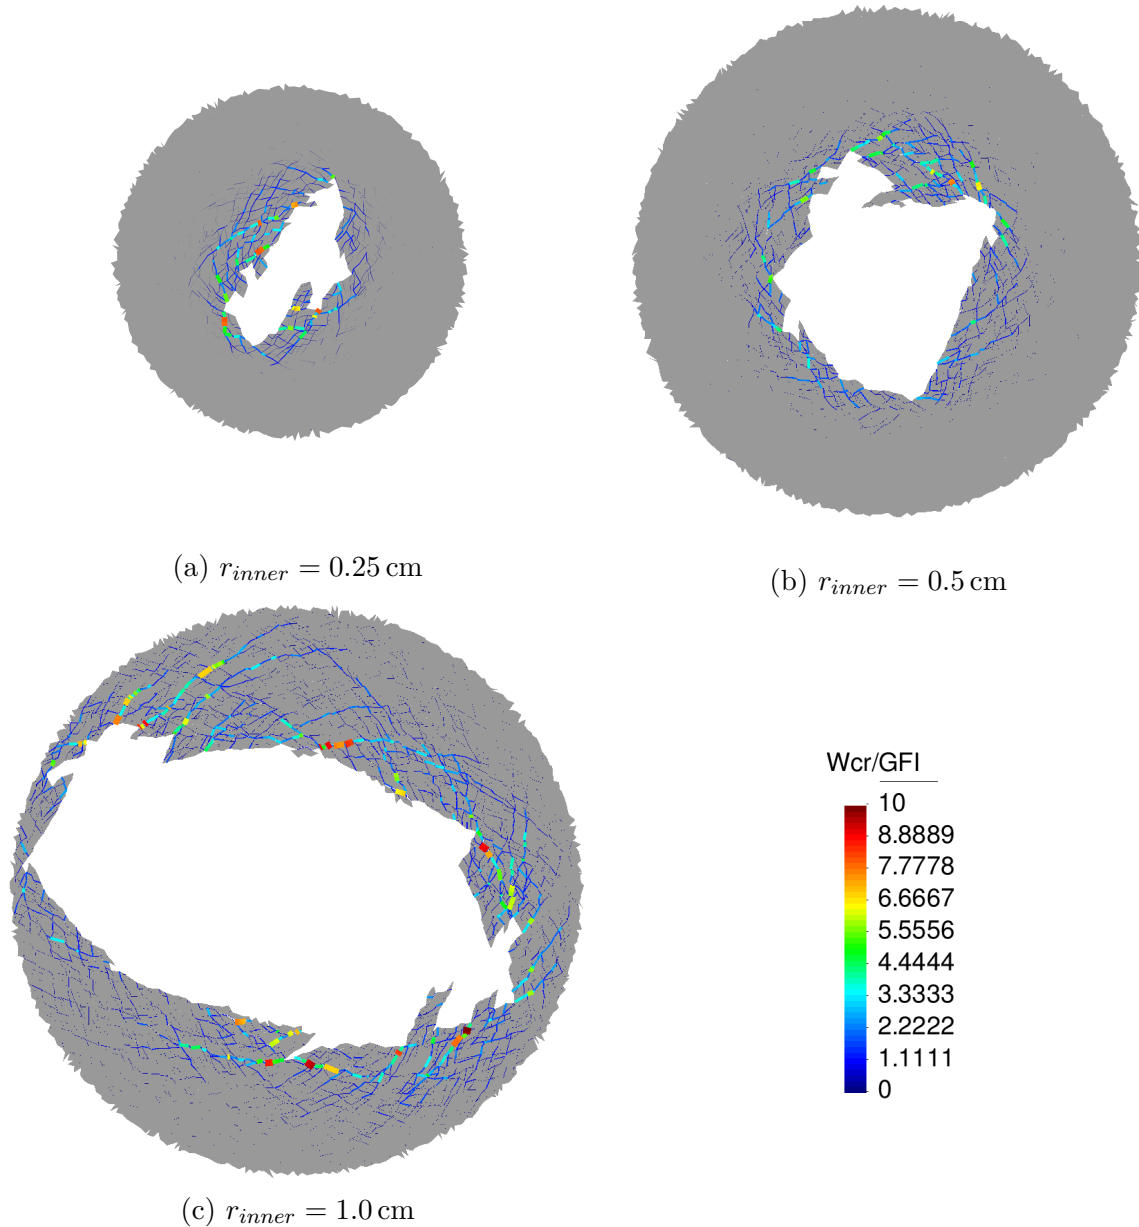 (a) r_inner = 0.25 cm
(b) r_inner = 0.5 cm
Wcr/GFI
10
8.8889
7.7778
6.6667
5.5556
4.4444
3.3333
2.2222
1.1111
0
(c) r_inner = 1.0 cm